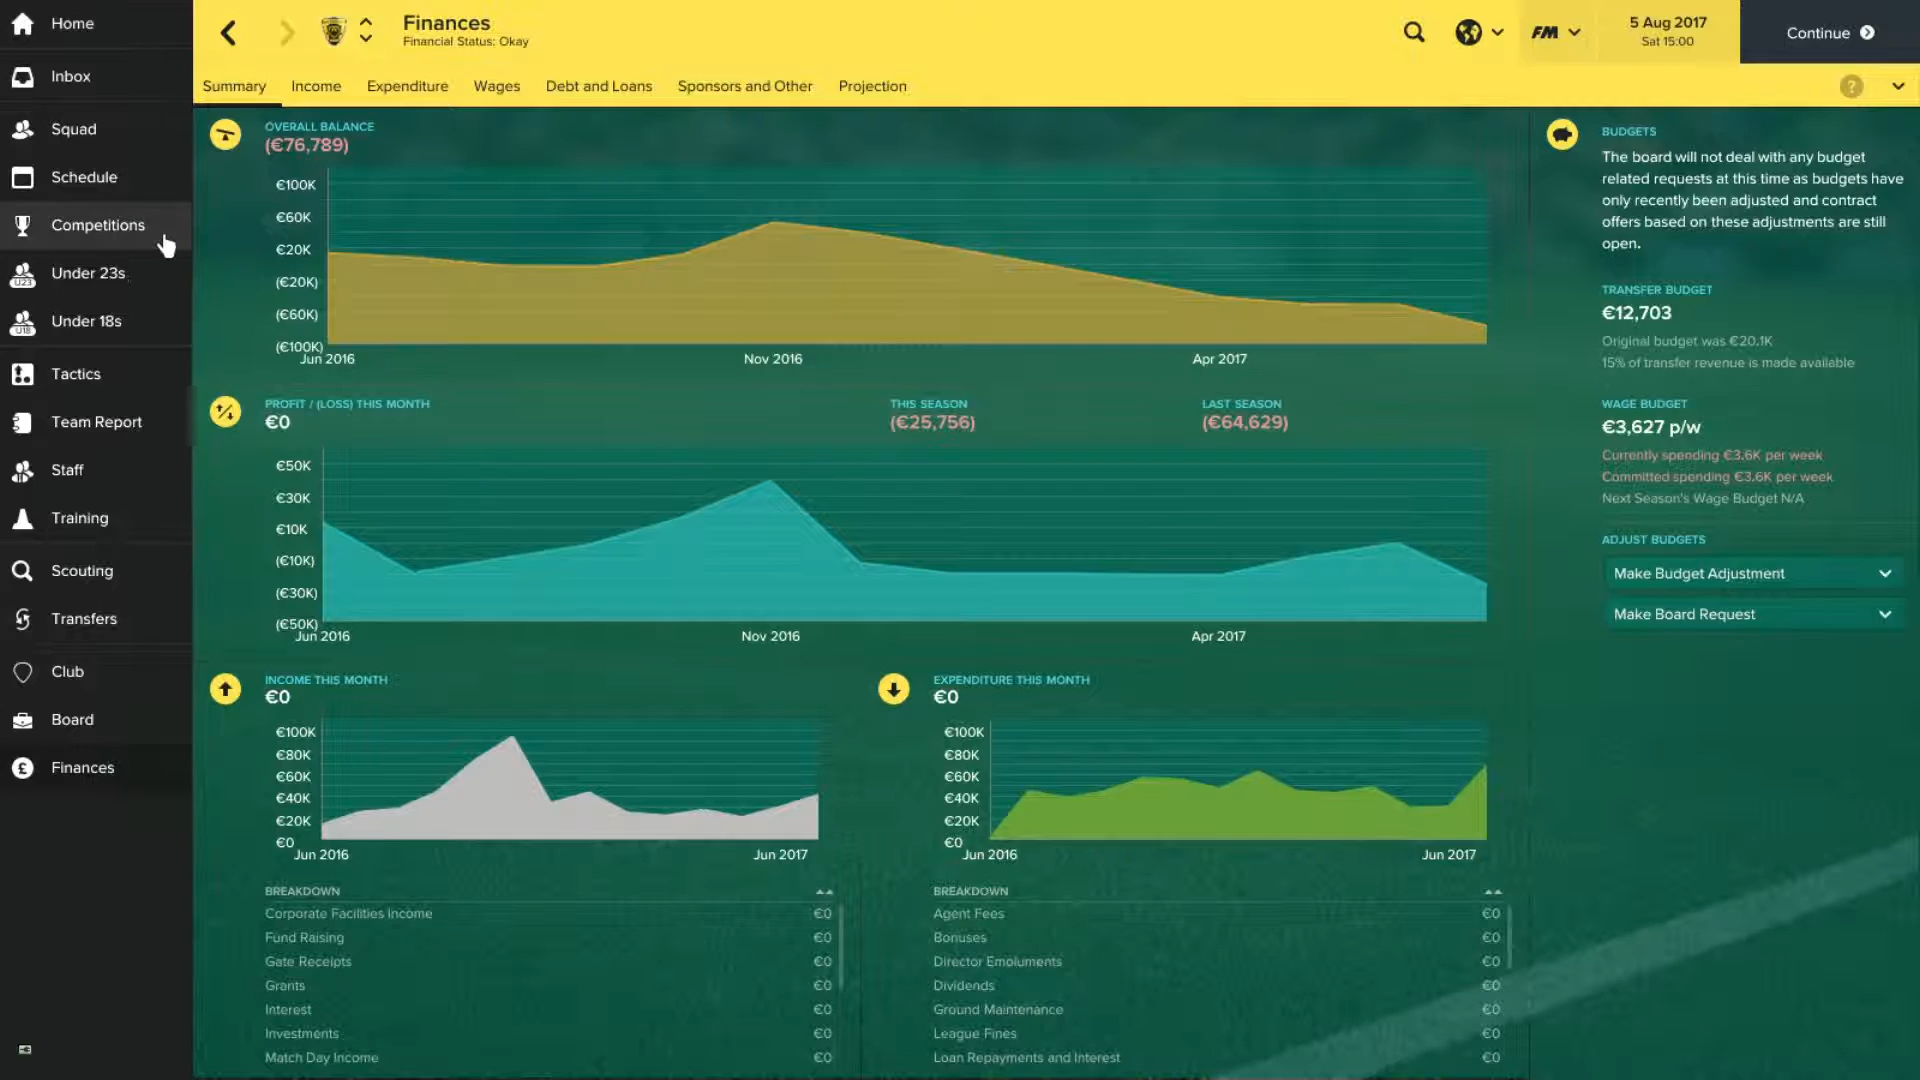 Home
Inbox
Squad
Schedule
Competitions
Under 23s
Under 18s
Tactics
Team Report
Staff
Training
Scouting
Transfers
Club
Board
Finances
U23
U18
Finances
Financial Status: Okay
FM
5 Aug 2017
Sat 15:00
Continue
Summary
Income
Expenditure
Wages
Debt and Loans
Sponsors and Other
Projection
?
OVERALL BALANCE
(€76,789)
€100K
€60K
€20K
(€20K)
(€60K)
(€100K)
Jun 2016
Nov 2016
Apr 2017
PROFIT / (LOSS) THIS MONTH
€0
THIS SEASON
(€25,756)
LAST SEASON
(€64,629)
€50K
€30K
€10K
(€10K)
(€30K)
(€50K)
Jun 2016
Nov 2016
Apr 2017
INCOME THIS MONTH
€0
€100K
€80K
€60K
€40K
€20K
€0
Jun 2016
Jun 2017
BREAKDOWN
Corporate Facilities Income €0
Fund Raising €0
Gate Receipts €0
Grants €0
Interest €0
Investments €0
Match Day Income €0
EXPENDITURE THIS MONTH
€0
€100K
€80K
€60K
€40K
€20K
€0
Jun 2016
Jun 2017
BREAKDOWN
Agent Fees €0
Bonuses €0
Director Emoluments €0
Dividends €0
Ground Maintenance €0
League Fines €0
Loan Repayments and Interest €0
BUDGETS
The board will not deal with any budget
related requests at this time as budgets have
only recently been adjusted and contract
offers based on these adjustments are still
open.
TRANSFER BUDGET
€12,703
Original budget was €20.1K
15% of transfer revenue is made available
WAGE BUDGET
€3,627 p/w
Currently spending €3.6K per week
Committed spending €3.6K per week
Next Season's Wage Budget N/A
ADJUST BUDGETS
Make Budget Adjustment
Make Board Request